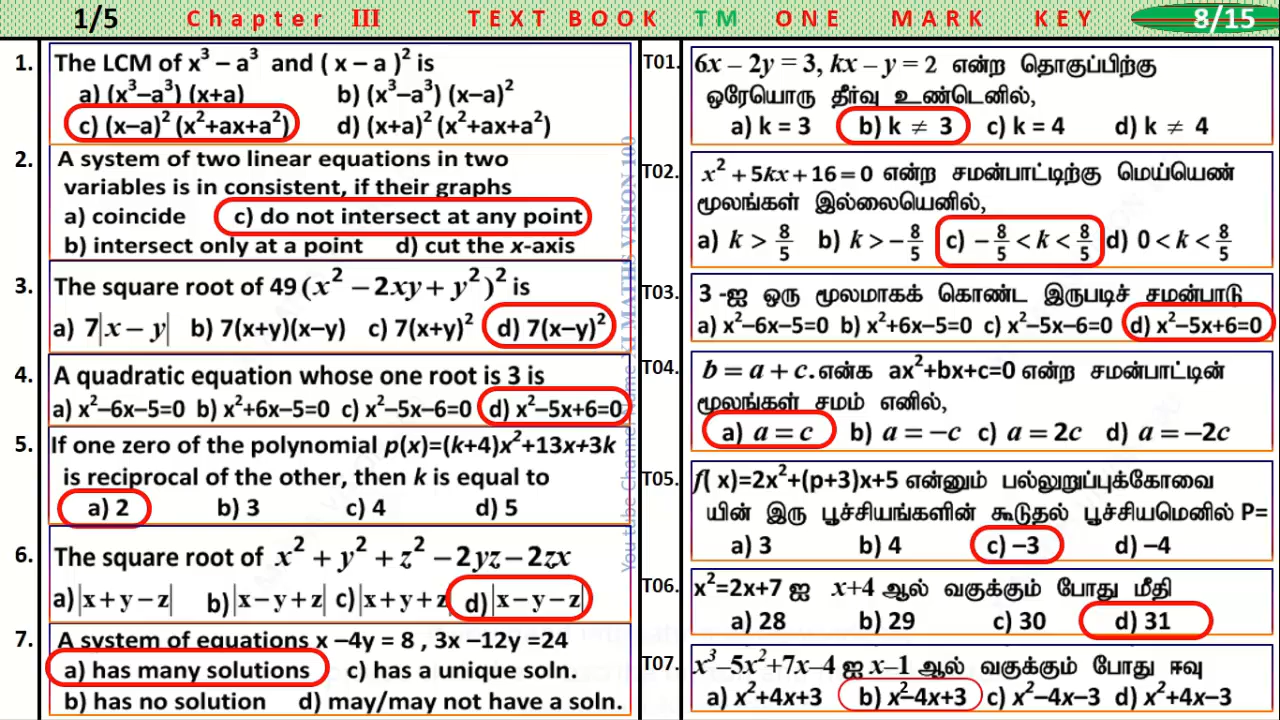 1/5 Chapter III TEXT BOOK TM ONE MARK KEY 8/15
1. The LCM of x³ – a³ and ( x – a )² is
a) (x³–a³) (x+a) b) (x³–a³) (x–a)²
c) (x–a)² (x²+ax+a²) d) (x+a)² (x²+ax+a²)
2. A system of two linear equations in two
variables is in consistent, if their graphs
a) coincide c) do not intersect at any point
b) intersect only at a point d) cut the x-axis
3. The square root of 49 (x² – 2xy + y²)² is
a) 7|x – y| b) 7(x+y)(x–y) c) 7(x+y)² d) 7(x–y)²
4. A quadratic equation whose one root is 3 is
a) x²–6x–5=0 b) x²+6x–5=0 c) x²–5x–6=0 d) x²–5x+6=0
5. If one zero of the polynomial p(x)=(k+4)x²+13x+3k
is reciprocal of the other, then k is equal to
a) 2 b) 3 c) 4 d) 5
6. The square root of x² + y² + z² – 2yz – 2zx
a) |x + y – z| b) |x – y + z| c) |x + y + z| d) |x – y – z|
7. A system of equations x –4y = 8 , 3x –12y =24
a) has many solutions c) has a unique soln.
b) has no solution d) may/may not have a soln.
You tube Channel Name XI MATHS VISION 100
T01. 6x – 2y = 3, kx – y = 2 என்ற தொகுப்பிற்கு
ஒரேயொரு தீர்வு உண்டெனில்,
a) k = 3 b) k ≠ 3 c) k = 4 d) k ≠ 4
T02. x² + 5kx + 16 = 0 என்ற சமன்பாட்டிற்கு மெய்யெண்
மூலங்கள் இல்லையெனில்,
a) k > 8/5 b) k > – 8/5 c) – 8/5 < k < 8/5 d) 0 < k < 8/5
T03. 3 -ஐ ஒரு மூலமாகக் கொண்ட இருபடிச் சமன்பாடு
a) x²–6x–5=0 b) x²+6x–5=0 c) x²–5x–6=0 d) x²–5x+6=0
T04. b = a + c. என்க ax²+bx+c=0 என்ற சமன்பாட்டின்
மூலங்கள் சமம் எனில்,
a) a = c b) a = –c c) a = 2c d) a = –2c
T05. f( x)=2x²+(p+3)x+5 என்னும் பல்லுறுப்புக்கோவை
யின் இரு பூச்சியங்களின் கூடுதல் பூச்சியமெனில் P=
a) 3 b) 4 c) –3 d) –4
T06. x²=2x+7 ஐ x+4 ஆல் வகுக்கும் போது மீதி
a) 28 b) 29 c) 30 d) 31
T07. x³–5x²+7x–4 ஐ x–1 ஆல் வகுக்கும் போது ஈவு
a) x²+4x+3 b) x²–4x+3 c) x²–4x–3 d) x²+4x–3